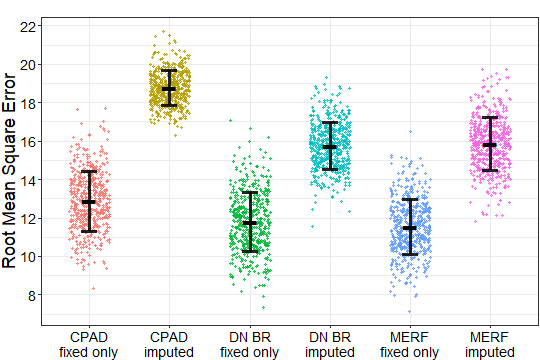 Root Mean Square Error
22
20
18
16
14
12
10
8
CPAD
fixed only
CPAD
imputed
DN BR
fixed only
DN BR
imputed
MERF
fixed only
MERF
imputed